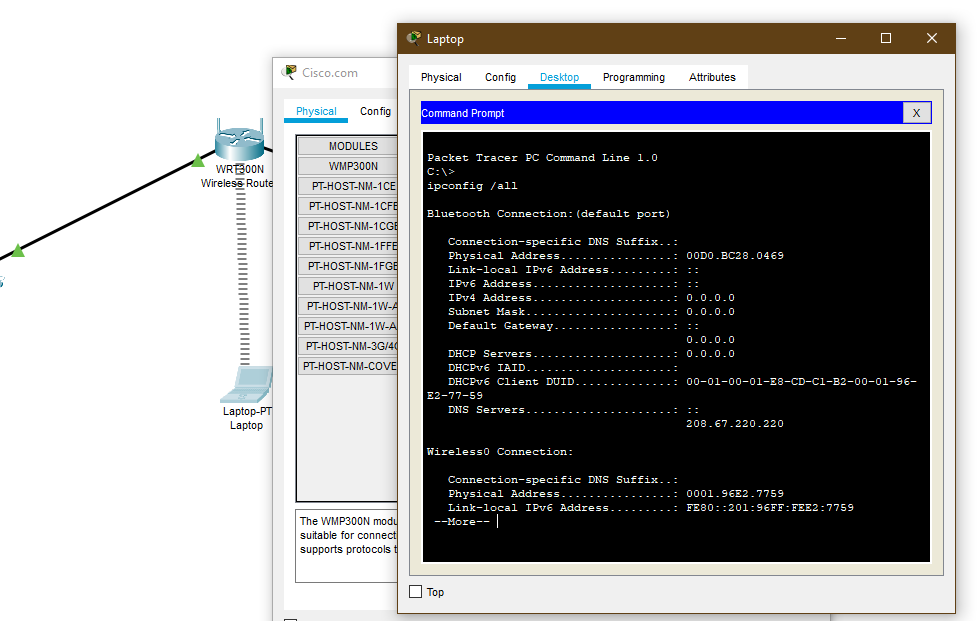 Laptop
Cisco.com
Physical Config Desktop Programming Attributes
Physical Config
Command Prompt X
MODULES
WMP300N
PT-HOST-NM-1CE
PT-HOST-NM-1CFE
PT-HOST-NM-1CGE
PT-HOST-NM-1FFE
PT-HOST-NM-1FGE
PT-HOST-NM-1W
PT-HOST-NM-1W-A
PT-HOST-NM-1W-A
PT-HOST-NM-3G/4G
PT-HOST-NM-COVE
The WMP300N modu
suitable for connect
supports protocols t
WRT300N
Wireless Route
Laptop-PT
Laptop
Packet Tracer PC Command Line 1.0
C:\>
ipconfig /all
Bluetooth Connection:(default port)
Connection-specific DNS Suffix..:
Physical Address................: 00D0.BC28.0469
Link-local IPv6 Address.........: ::
IPv6 Address....................: ::
IPv4 Address....................: 0.0.0.0
Subnet Mask.....................: 0.0.0.0
Default Gateway.................: ::
0.0.0.0
DHCP Servers....................: 0.0.0.0
DHCPv6 IAID.....................:
DHCPv6 Client DUID..............: 00-01-00-01-E8-CD-C1-B2-00-01-96-
E2-77-59
DNS Servers.....................: ::
208.67.220.220
Wireless0 Connection:
Connection-specific DNS Suffix..:
Physical Address................: 0001.96E2.7759
Link-local IPv6 Address.........: FE80::201:96FF:FEE2:7759
--More--
Top